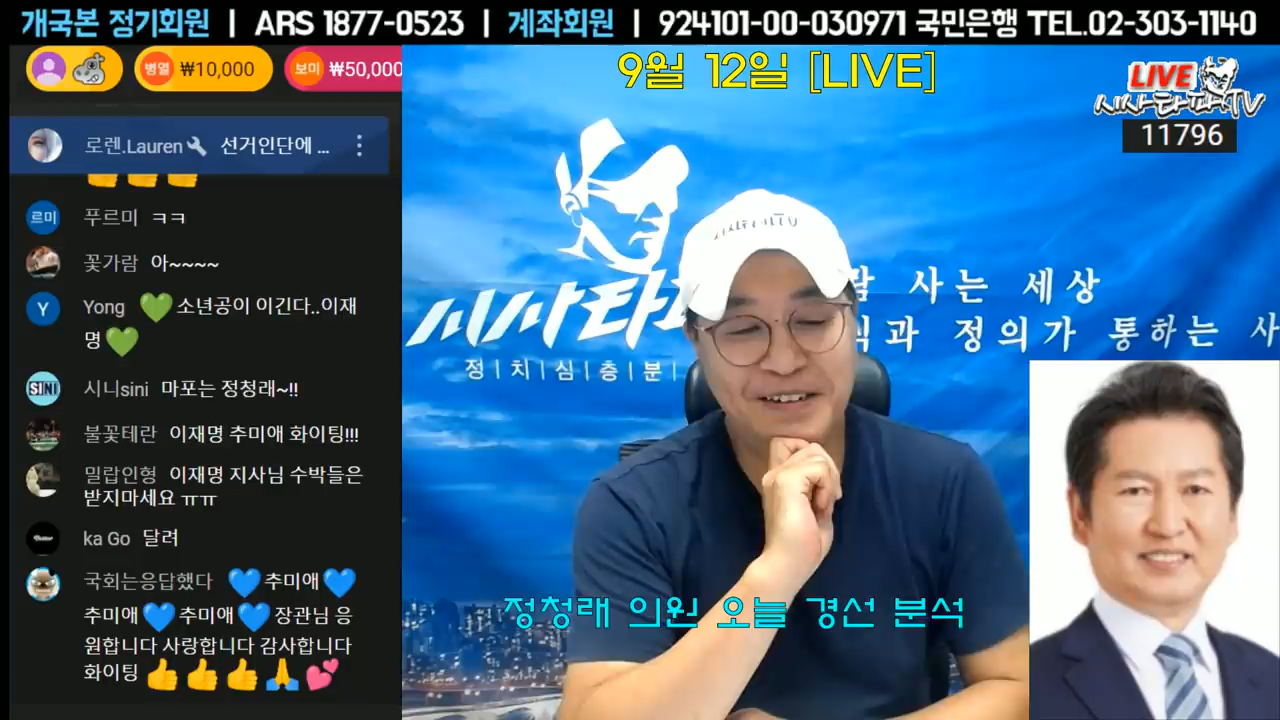 개국본 정기회원 | ARS 1877-0523 | 계좌회원 | 924101-00-030971 국민은행 TEL.02-303-1140
병열 ₩10,000 보미 ₩50,000
9월 12일 [LIVE]
LIVE
시사타파TV
11796
로렌.Lauren 선거인단에 ...
르미 푸르미 ㅋㅋ
꽃가람 아~~~~
Y Yong 💚소년공이 이긴다..이재
명💚
SINI 시니sini 마포는 정청래~!!
불꽃테란 이재명 추미애 화이팅!!!
밀랍인형 이재명 지사님 수박들은
받지마세요 ㅠㅠ
ka Go 달려
국회는응답했다 💙추미애💙
추미애💙추미애💙장관님 응
원합니다 사랑합니다 감사합니다
화이팅👍👍👍🙏💕
시사타파
정|치|심|층|분|
사는 세상
과 정의가 통하는 사
정청래 의원 오늘 경선 분석